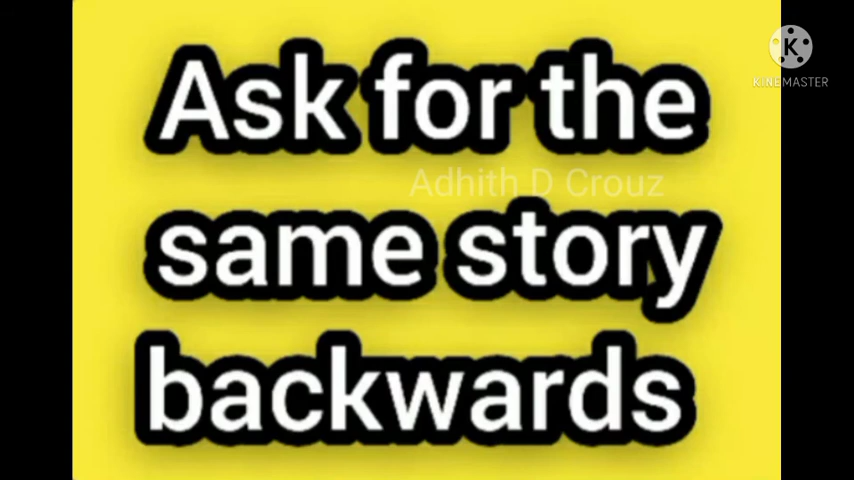 Ask for the
same story
backwards
Adhith D Crouz
K
KINEMASTER